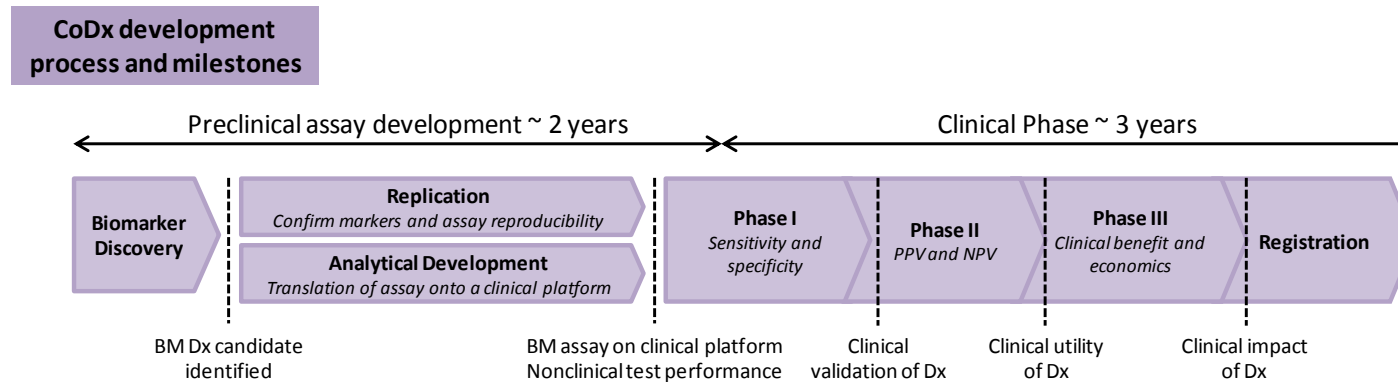 CoDx development
process and milestones
Preclinical assay development ~ 2 years
Clinical Phase ~ 3 years
Biomarker
Discovery
Replication
Confirm markers and assay reproducibility
Analytical Development
Translation of assay onto a clinical platform
Phase I
Sensitivity and
specificity
Phase II
PPV and NPV
Phase III
Clinical benefit and
economics
Registration
BM Dx candidate
identified
BM assay on clinical platform
Nonclinical test performance
Clinical
validation of Dx
Clinical utility
of Dx
Clinical impact
of Dx